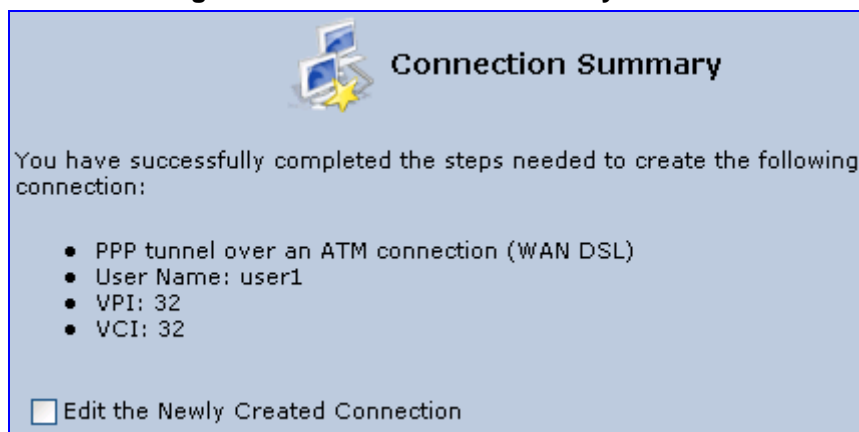 Connection Summary
You have successfully completed the steps needed to create the following
connection:
● PPP tunnel over an ATM connection (WAN DSL)
● User Name: user1
● VPI: 32
● VCI: 32
Edit the Newly Created Connection